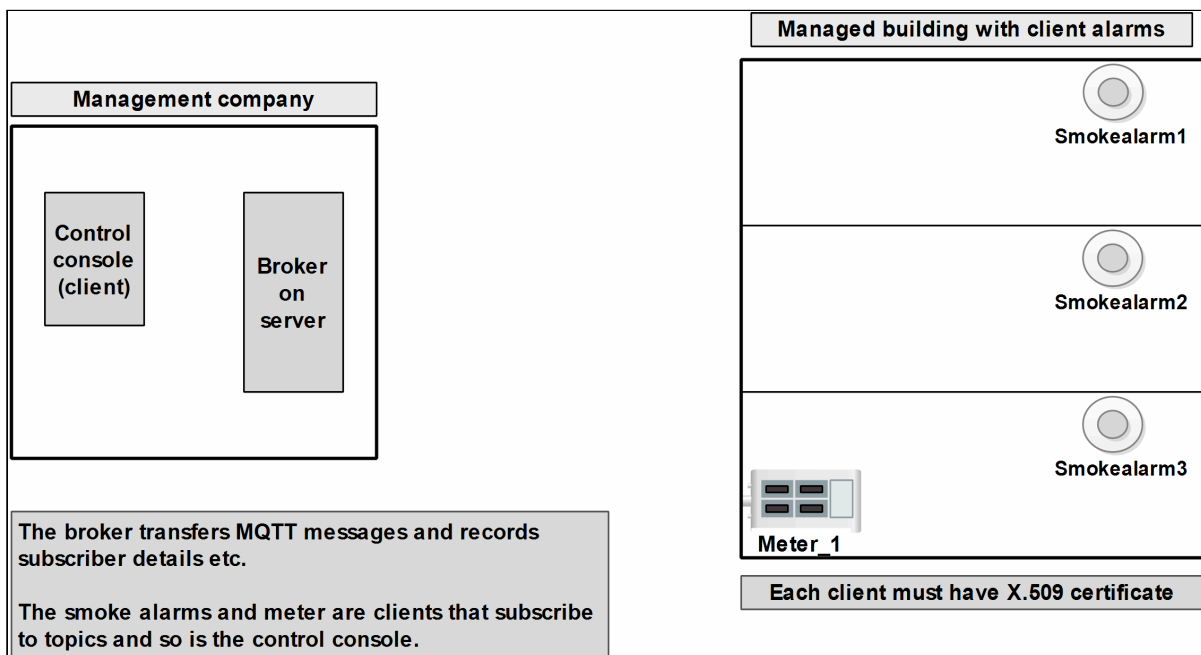 Managed building with client alarms
Management company
Smokealarm1
Control
console
(client)
Broker
on
server
Smokealarm2
Smokealarm3
Meter_1
The broker transfers MQTT messages and records
subscriber details etc.
The smoke alarms and meter are clients that subscribe
to topics and so is the control console.
Each client must have X.509 certificate